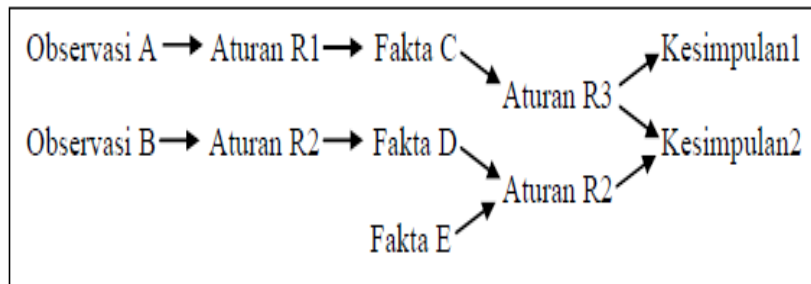 Observasi A → Aturan R1 → Fakta C
Kesimpulan1
Aturan R3
Observasi B → Aturan R2 → Fakta D
Kesimpulan2
Aturan R2
Fakta E